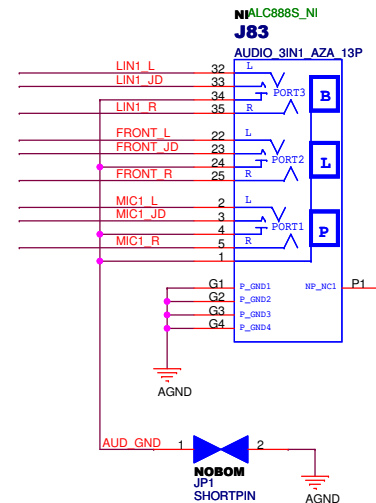 NI ALC888S_NI
J83
AUDIO_3IN1_AZA_13P
LIN1_L 32 L
LIN1_JD 33
34 PORT3 B
LIN1_R 35 R
FRONT_L 22 L
FRONT_JD 23
24 PORT2 L
FRONT_R 25 R
MIC1_L 2 L
MIC1_JD 3
4 PORT1 P
MIC1_R 5 R
1
G1 P_GND1 NP_NC1 P1
G2 P_GND2
G3 P_GND3
G4 P_GND4
AGND
AUD_GND 1 2
NOBOM
JP1
SHORTPIN
AGND